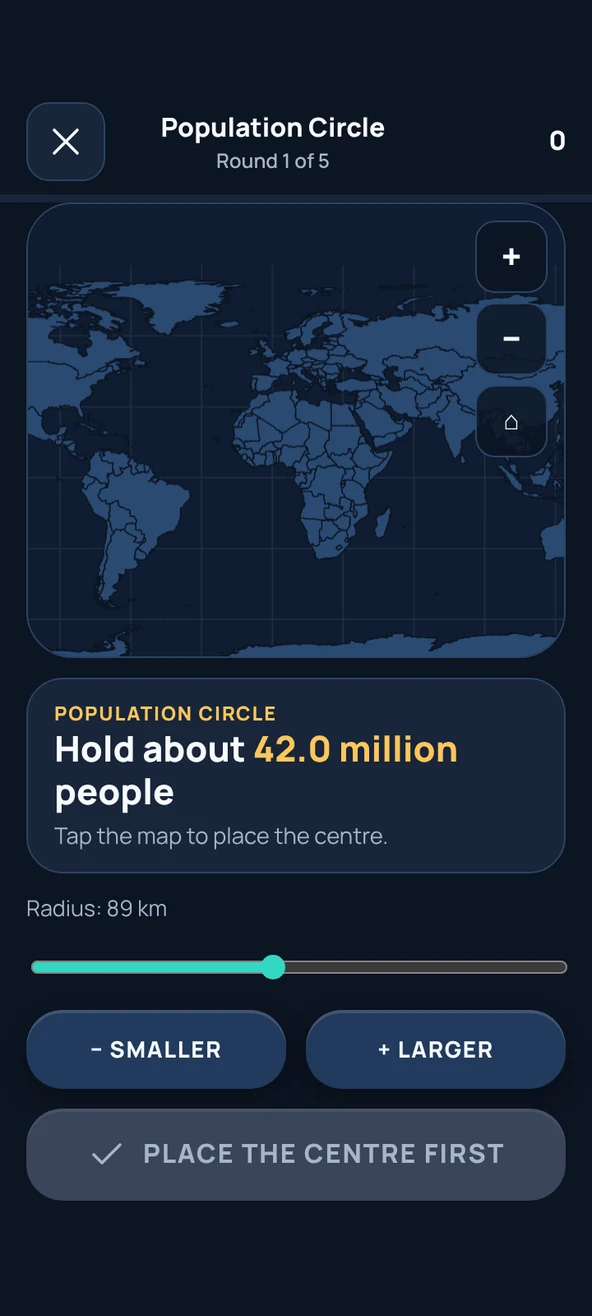 Population Circle
Round 1 of 5
0
+
−
⌂
POPULATION CIRCLE
Hold about 42.0 million
people
Tap the map to place the centre.
Radius: 89 km
− SMALLER
+ LARGER
PLACE THE CENTRE FIRST